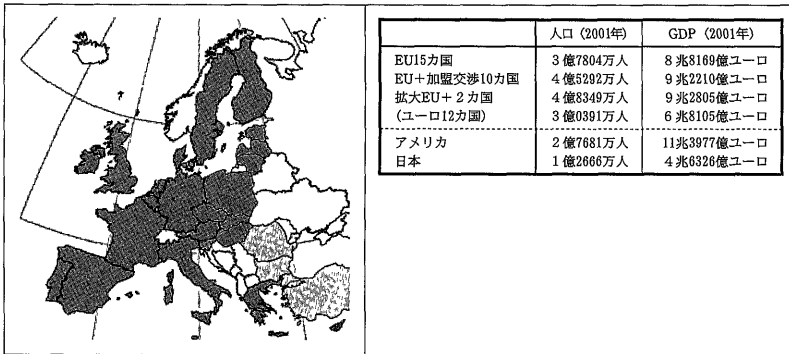 人口 (2001年) GDP (2001年)
EU15カ国 3億7804万人 8兆8169億ユーロ
EU+加盟交渉10カ国 4億5292万人 9兆2210億ユーロ
拡大EU+2カ国 4億8349万人 9兆2805億ユーロ
(ユーロ12カ国) 3億0391万人 6兆8105億ユーロ
アメリカ 2億7681万人 11兆3977億ユーロ
日本 1億2666万人 4兆6326億ユーロ